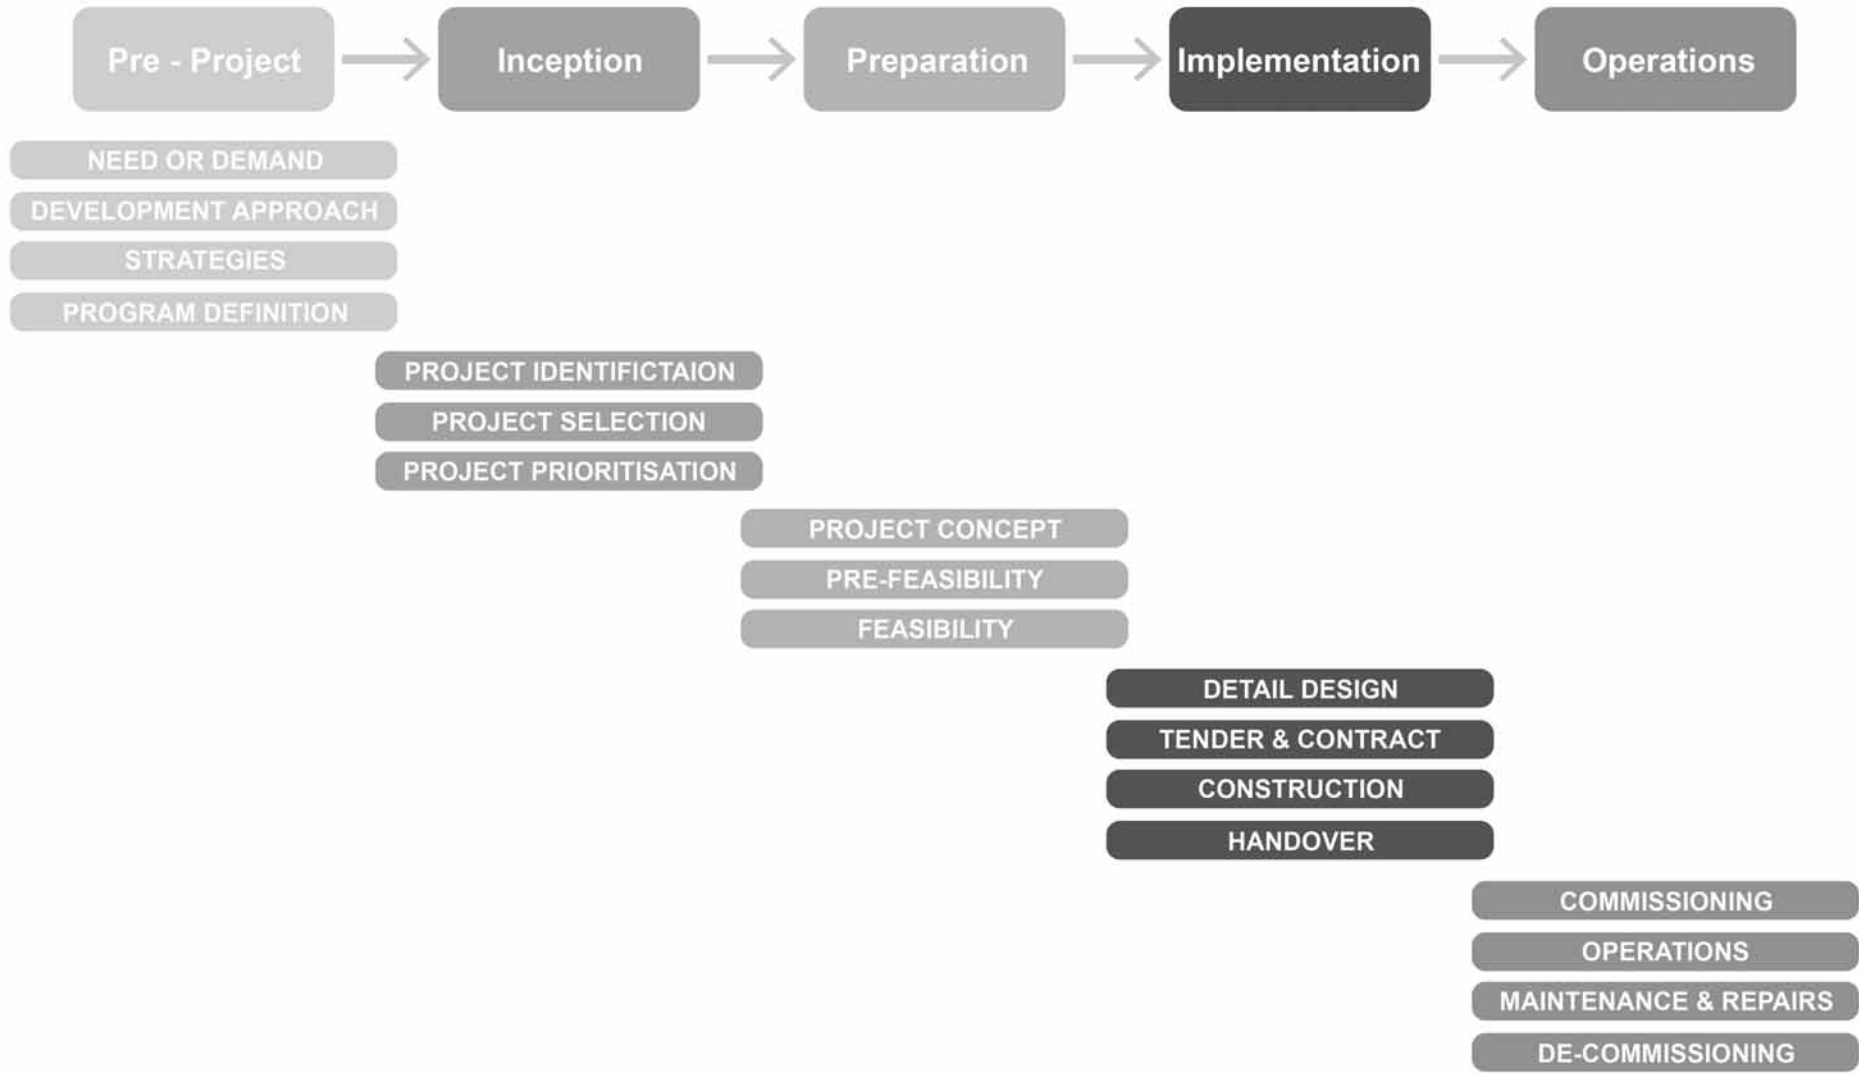 Pre - Project
Inception
Preparation
Implementation
Operations
NEED OR DEMAND
DEVELOPMENT APPROACH
STRATEGIES
PROGRAM DEFINITION
PROJECT IDENTIFICTAION
PROJECT SELECTION
PROJECT PRIORITISATION
PROJECT CONCEPT
PRE-FEASIBILITY
FEASIBILITY
DETAIL DESIGN
TENDER & CONTRACT
CONSTRUCTION
HANDOVER
COMMISSIONING
OPERATIONS
MAINTENANCE & REPAIRS
DE-COMMISSIONING